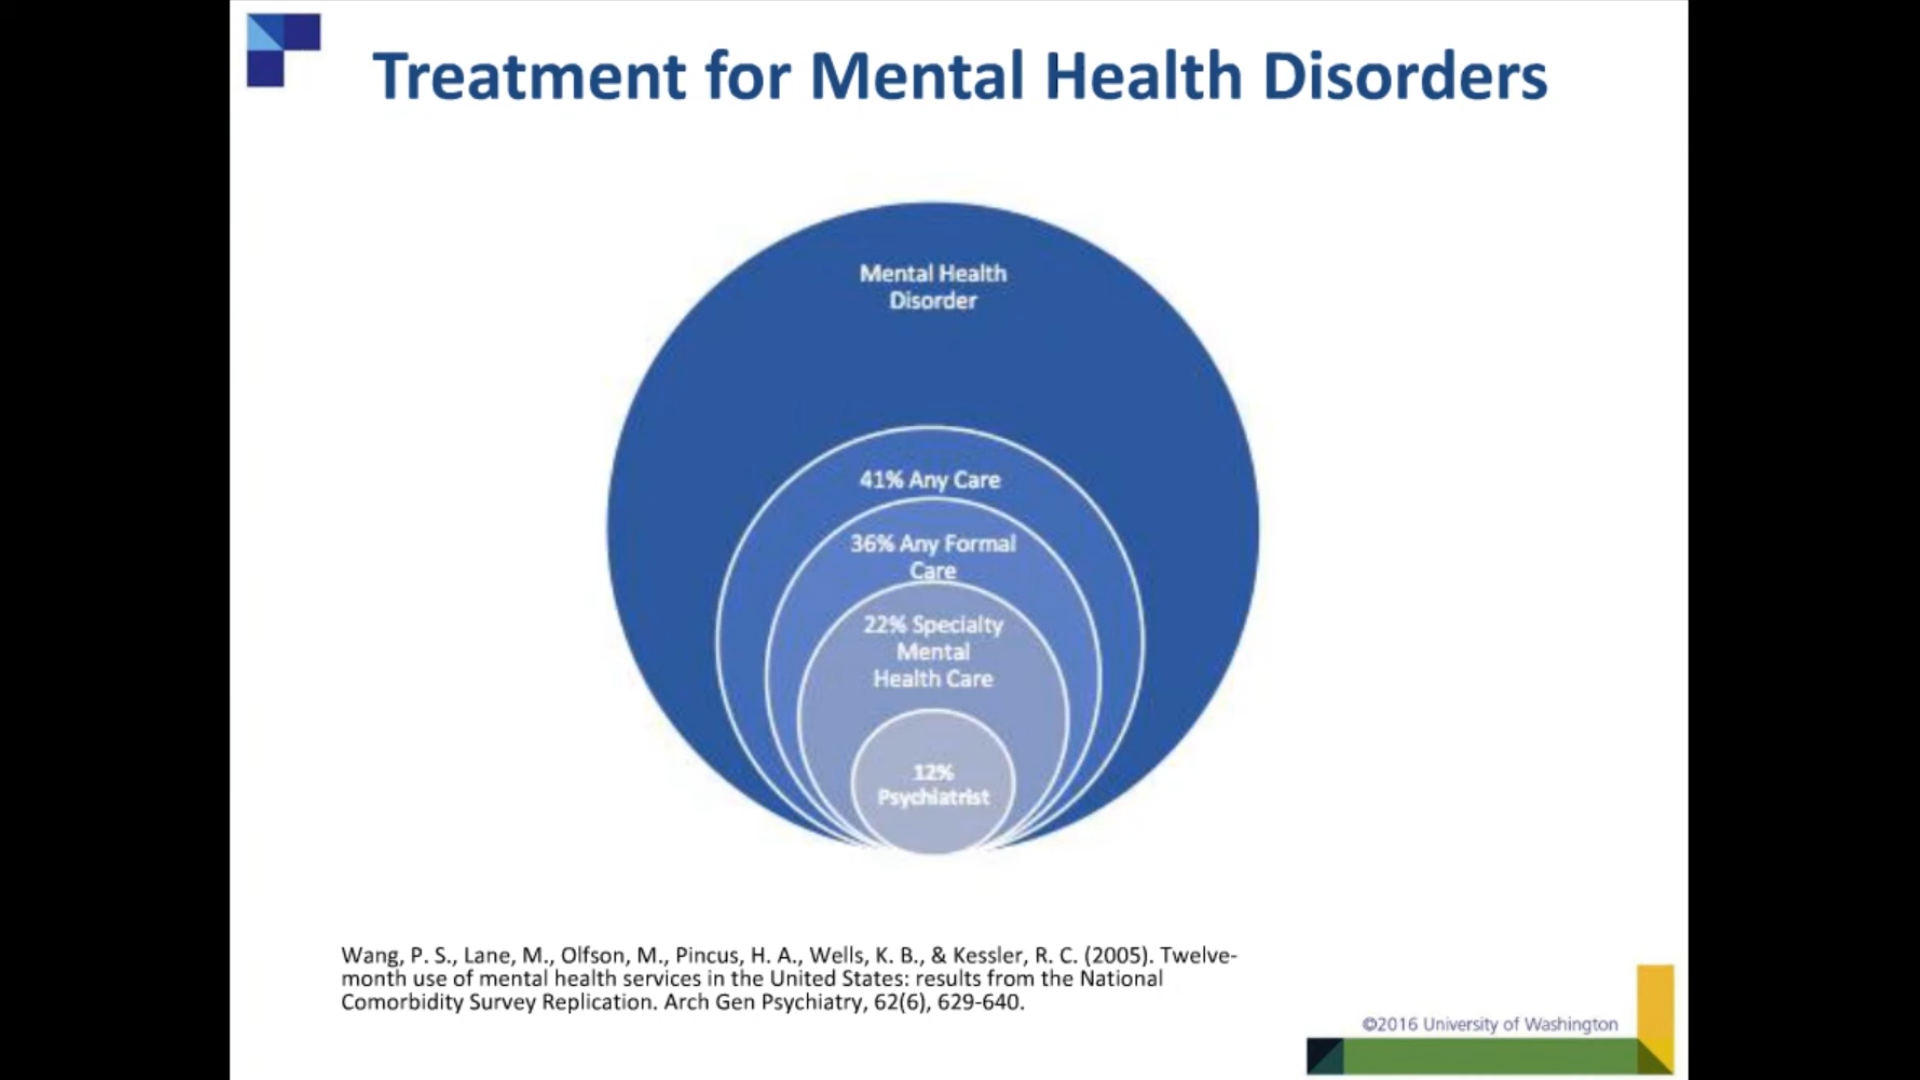 Treatment for Mental Health Disorders
Mental Health
Disorder
41% Any Care
36% Any Formal
Care
22% Specialty
Mental
Health Care
12%
Psychiatrist
Wang, P. S., Lane, M., Olfson, M., Pincus, H. A., Wells, K. B., & Kessler, R. C. (2005). Twelve-
month use of mental health services in the United States: results from the National
Comorbidity Survey Replication. Arch Gen Psychiatry, 62(6), 629-640.
©2016 University of Washington